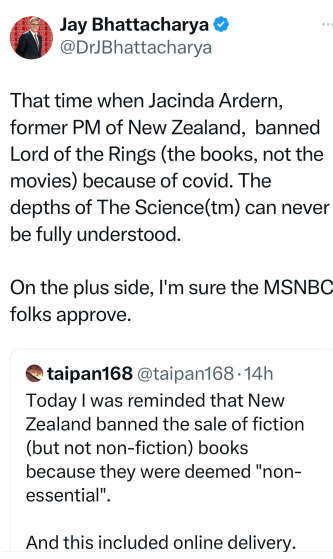 Jay Bhattacharya
@DrJBhattacharya
That time when Jacinda Ardern,
former PM of New Zealand,  banned
Lord of the Rings (the books, not the
movies) because of covid. The
depths of The Science(tm) can never
be fully understood.
On the plus side, I'm sure the MSNBC
folks approve.
taipan168 @taipan168 · 14h
Today I was reminded that New
Zealand banned the sale of fiction
(but not non-fiction) books
because they were deemed "non-
essential".
And this included online delivery.